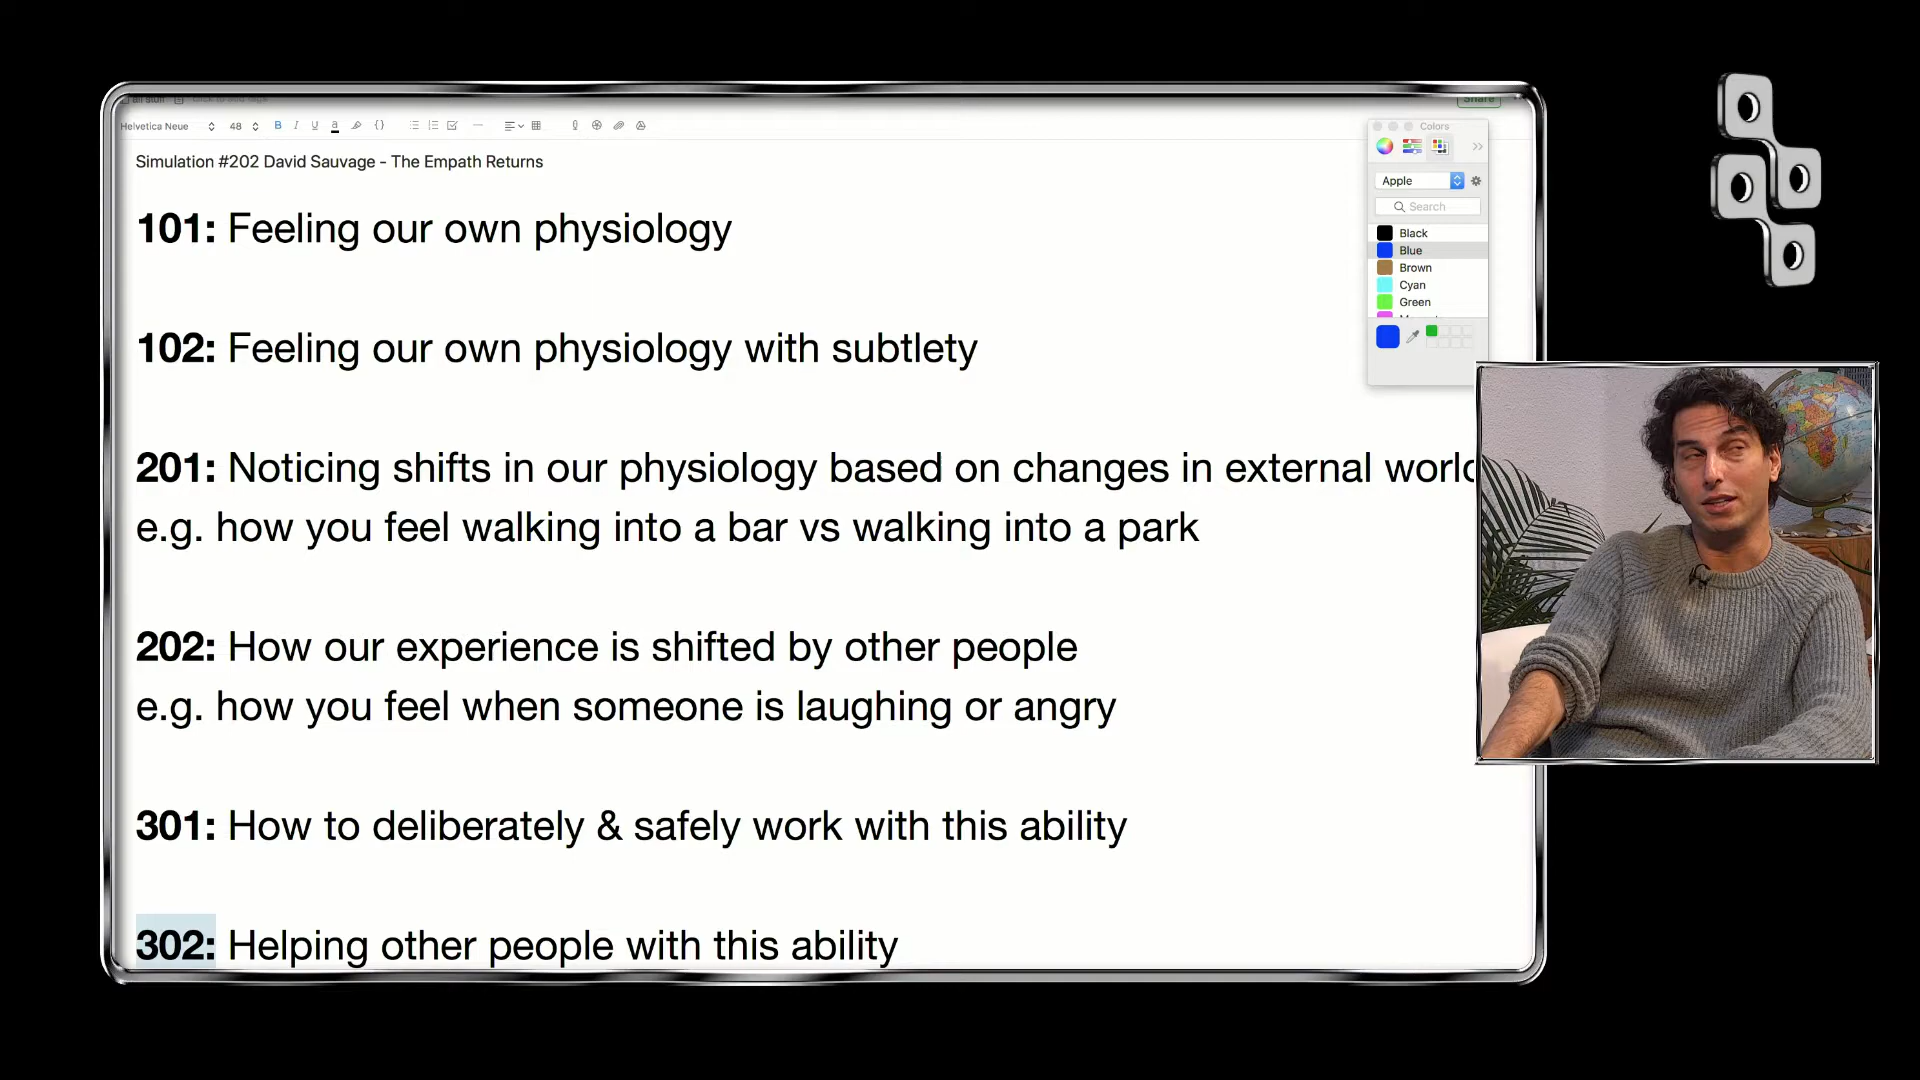 Share
Helvetica Neue 48 B I U a {}
Colors
Simulation #202 David Sauvage - The Empath Returns
Apple
Search
Black
Blue
Brown
Cyan
Green
101: Feeling our own physiology
102: Feeling our own physiology with subtlety
201: Noticing shifts in our physiology based on changes in external world
e.g. how you feel walking into a bar vs walking into a park
202: How our experience is shifted by other people
e.g. how you feel when someone is laughing or angry
301: How to deliberately & safely work with this ability
302: Helping other people with this ability